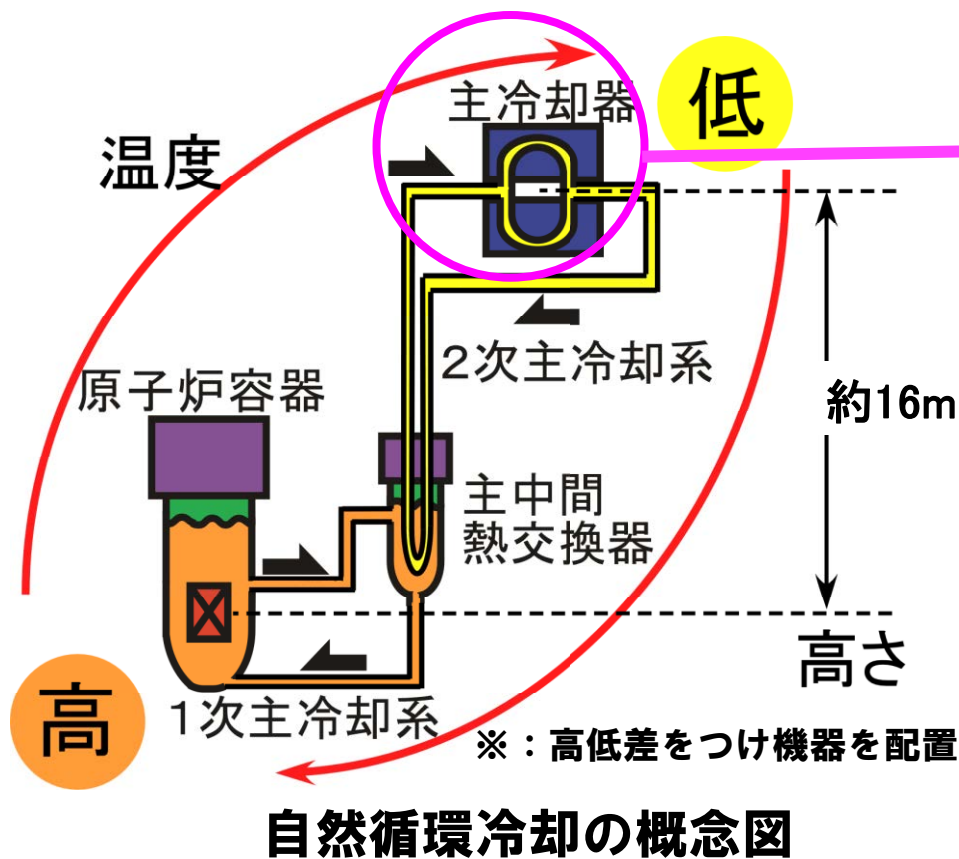 主冷却器
低
温度
2次主冷却系
原子炉容器
約16m
主中間
熱交換器
高さ
高
1次主冷却系
※：高低差をつけ機器を配置
自然循環冷却の概念図